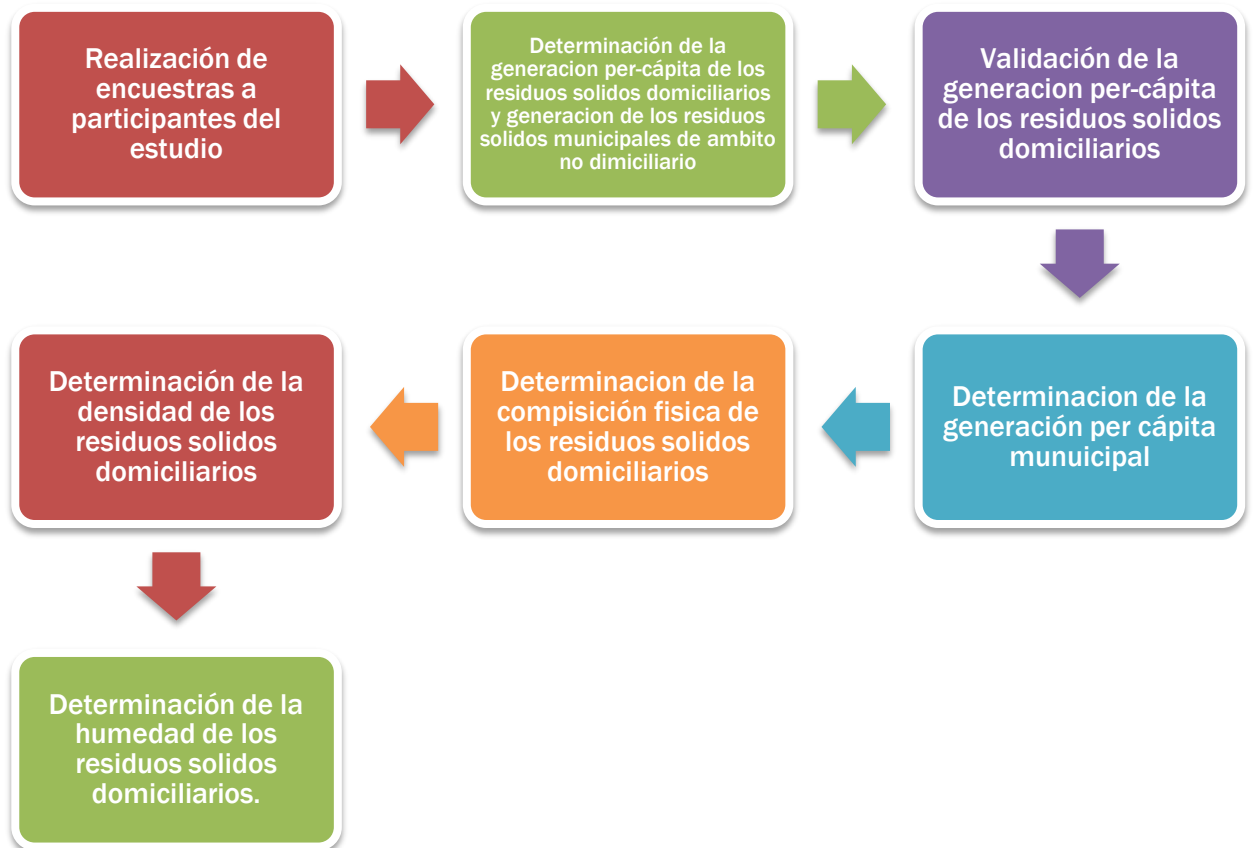 Realización de
encuestras a
participantes del
estudio
Determinación de la
generacion per-cápita de los
residuos solidos domiciliarios
y generacion de los residuos
solidos municipales de ambito
no dimiciliario
Validación de la
generacion per-cápita
de los residuos solidos
domiciliarios
Determinacion de la
generación per cápita
munuicipal
Determinacion de la
compisición fisica de
los residuos solidos
domiciliarios
Determinación de la
densidad de los
residuos solidos
domiciliarios
Determinación de la
humedad de los
residuos solidos
domiciliarios.